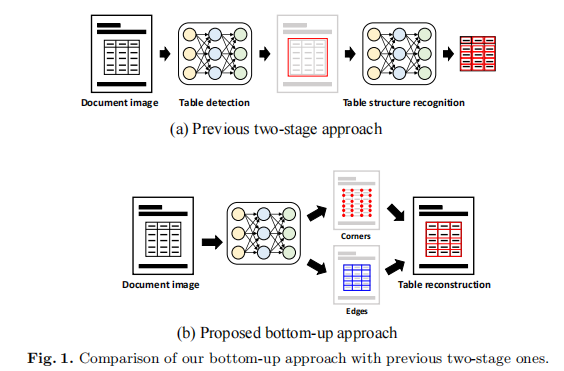 Document image
Table detection
Table structure recognition
(a) Previous two-stage approach
Corners
Document image
Table reconstruction
Edges
(b) Proposed bottom-up approach
Fig. 1. Comparison of our bottom-up approach with previous two-stage ones.